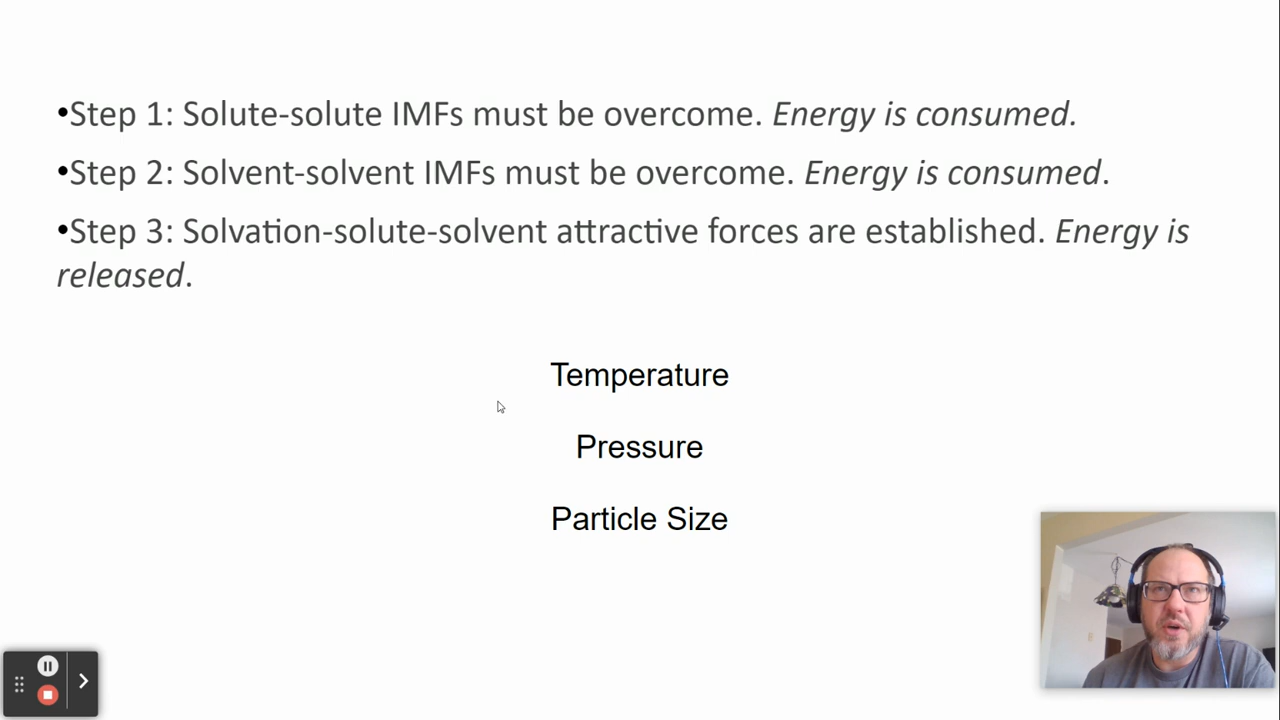 •Step 1: Solute-solute IMFs must be overcome. Energy is consumed.
•Step 2: Solvent-solvent IMFs must be overcome. Energy is consumed.
•Step 3: Solvation-solute-solvent attractive forces are established. Energy is
released.
Temperature
Pressure
Particle Size